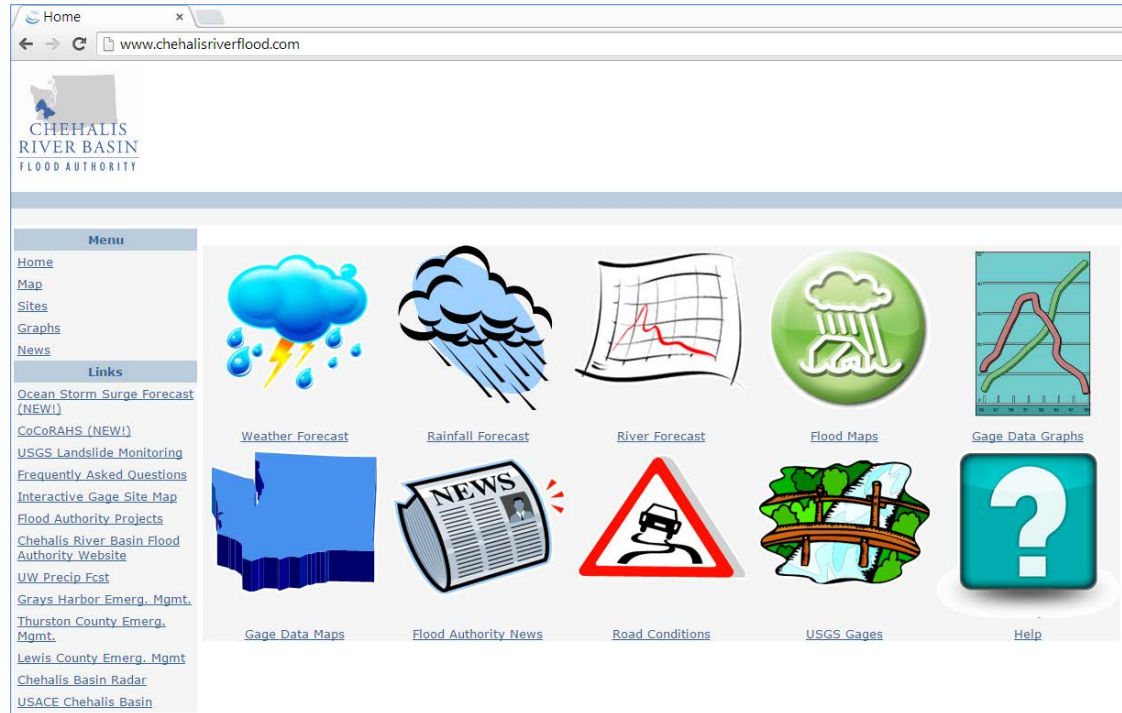 Home
www.chehalisriverflood.com
CHEHALIS
RIVER BASIN
FLOOD AUTHORITY
Menu
Home
Map
Sites
Graphs
News
Links
Ocean Storm Surge Forecast
(NEW!)
CoCoRAHS (NEW!)
USGS Landslide Monitoring
Frequently Asked Questions
Interactive Gage Site Map
Flood Authority Projects
Chehalis River Basin Flood
Authority Website
UW Precip Fcst
Grays Harbor Emerg. Mgmt.
Thurston County Emerg.
Mgmt.
Lewis County Emerg. Mgmt
Chehalis Basin Radar
USACE Chehalis Basin
Weather Forecast
Rainfall Forecast
River Forecast
Flood Maps
Gage Data Graphs
NEWS
?
Gage Data Maps
Flood Authority News
Road Conditions
USGS Gages
Help